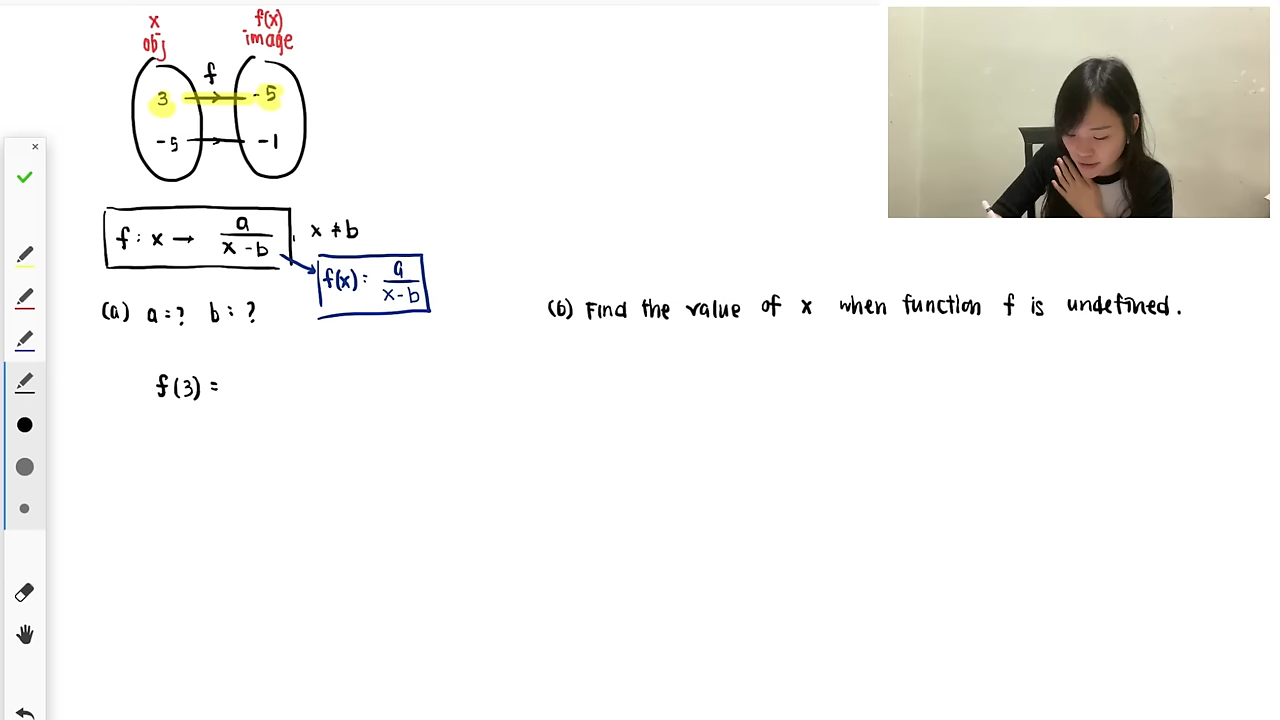 x f(x)
obj image
f
3 -5
-5 -1
f : x → a/(x - b) , x ≠ b
f(x) : a/(x-b)
(a) a = ? b : ?
(b) Find the value of x when function f is undefined.
f(3) =